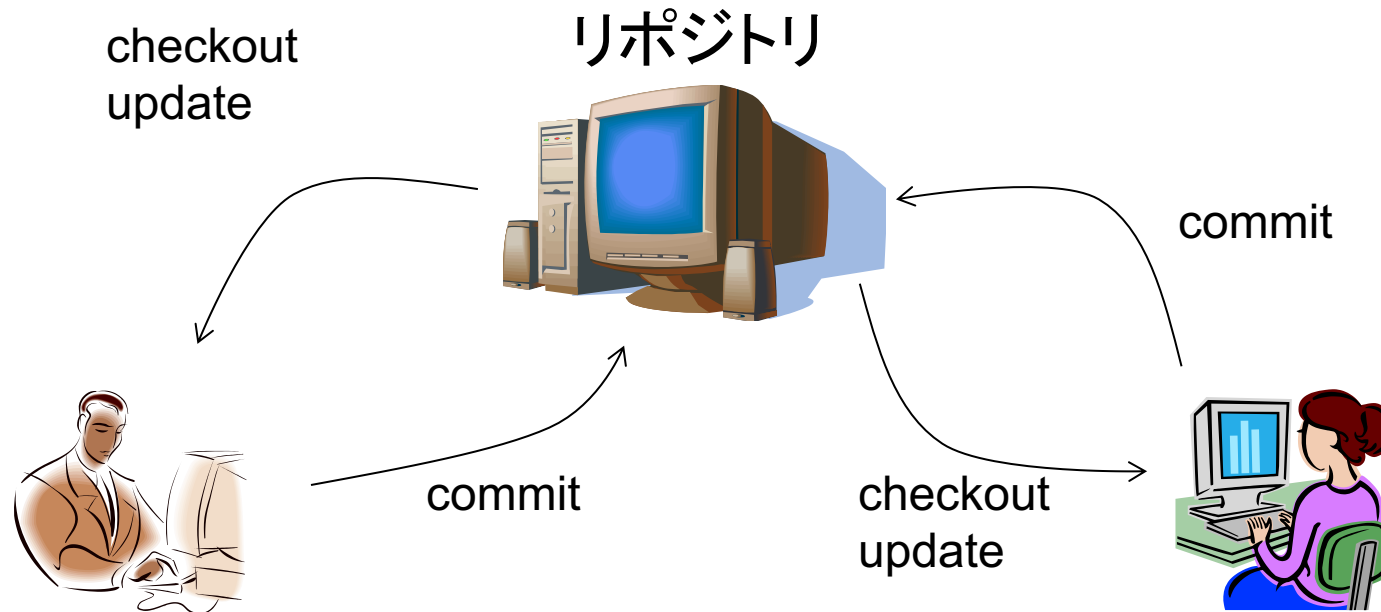 リポジトリ
checkout
update
commit
commit
checkout
update